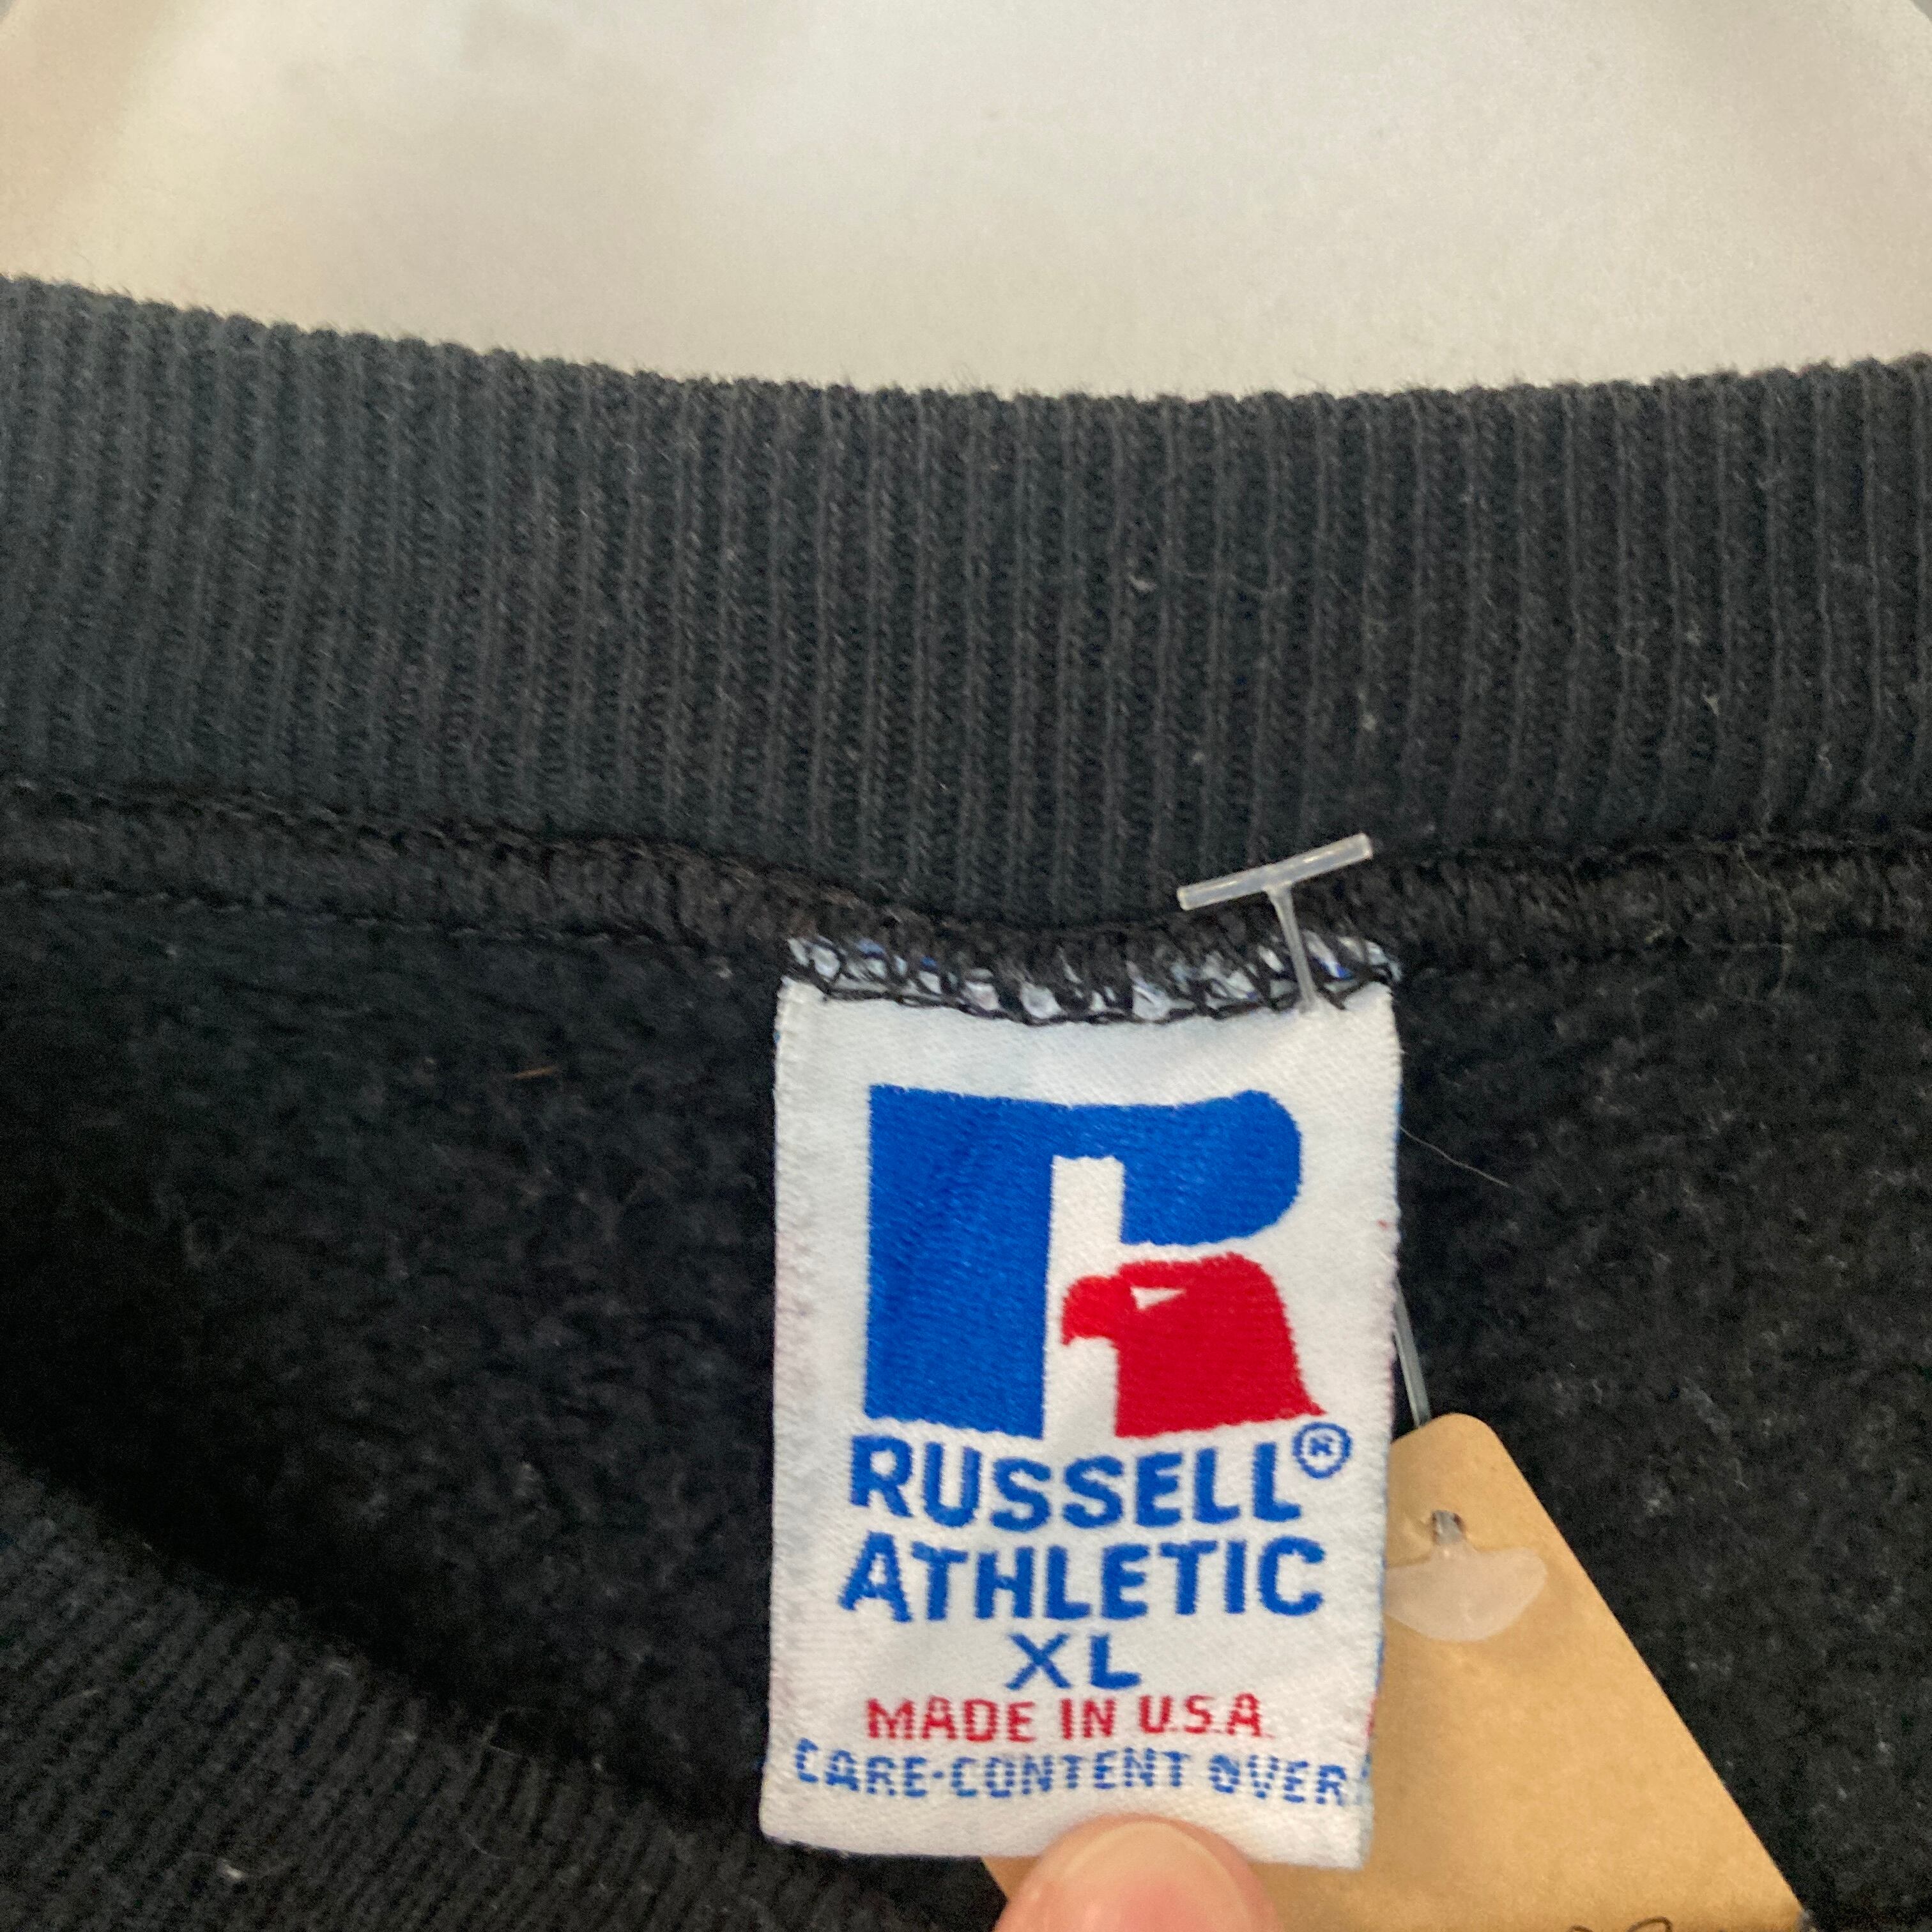 RUSSELL®
ATHLETIC
XL
MADE IN U.S.A.
CARE-CONTENT OVER